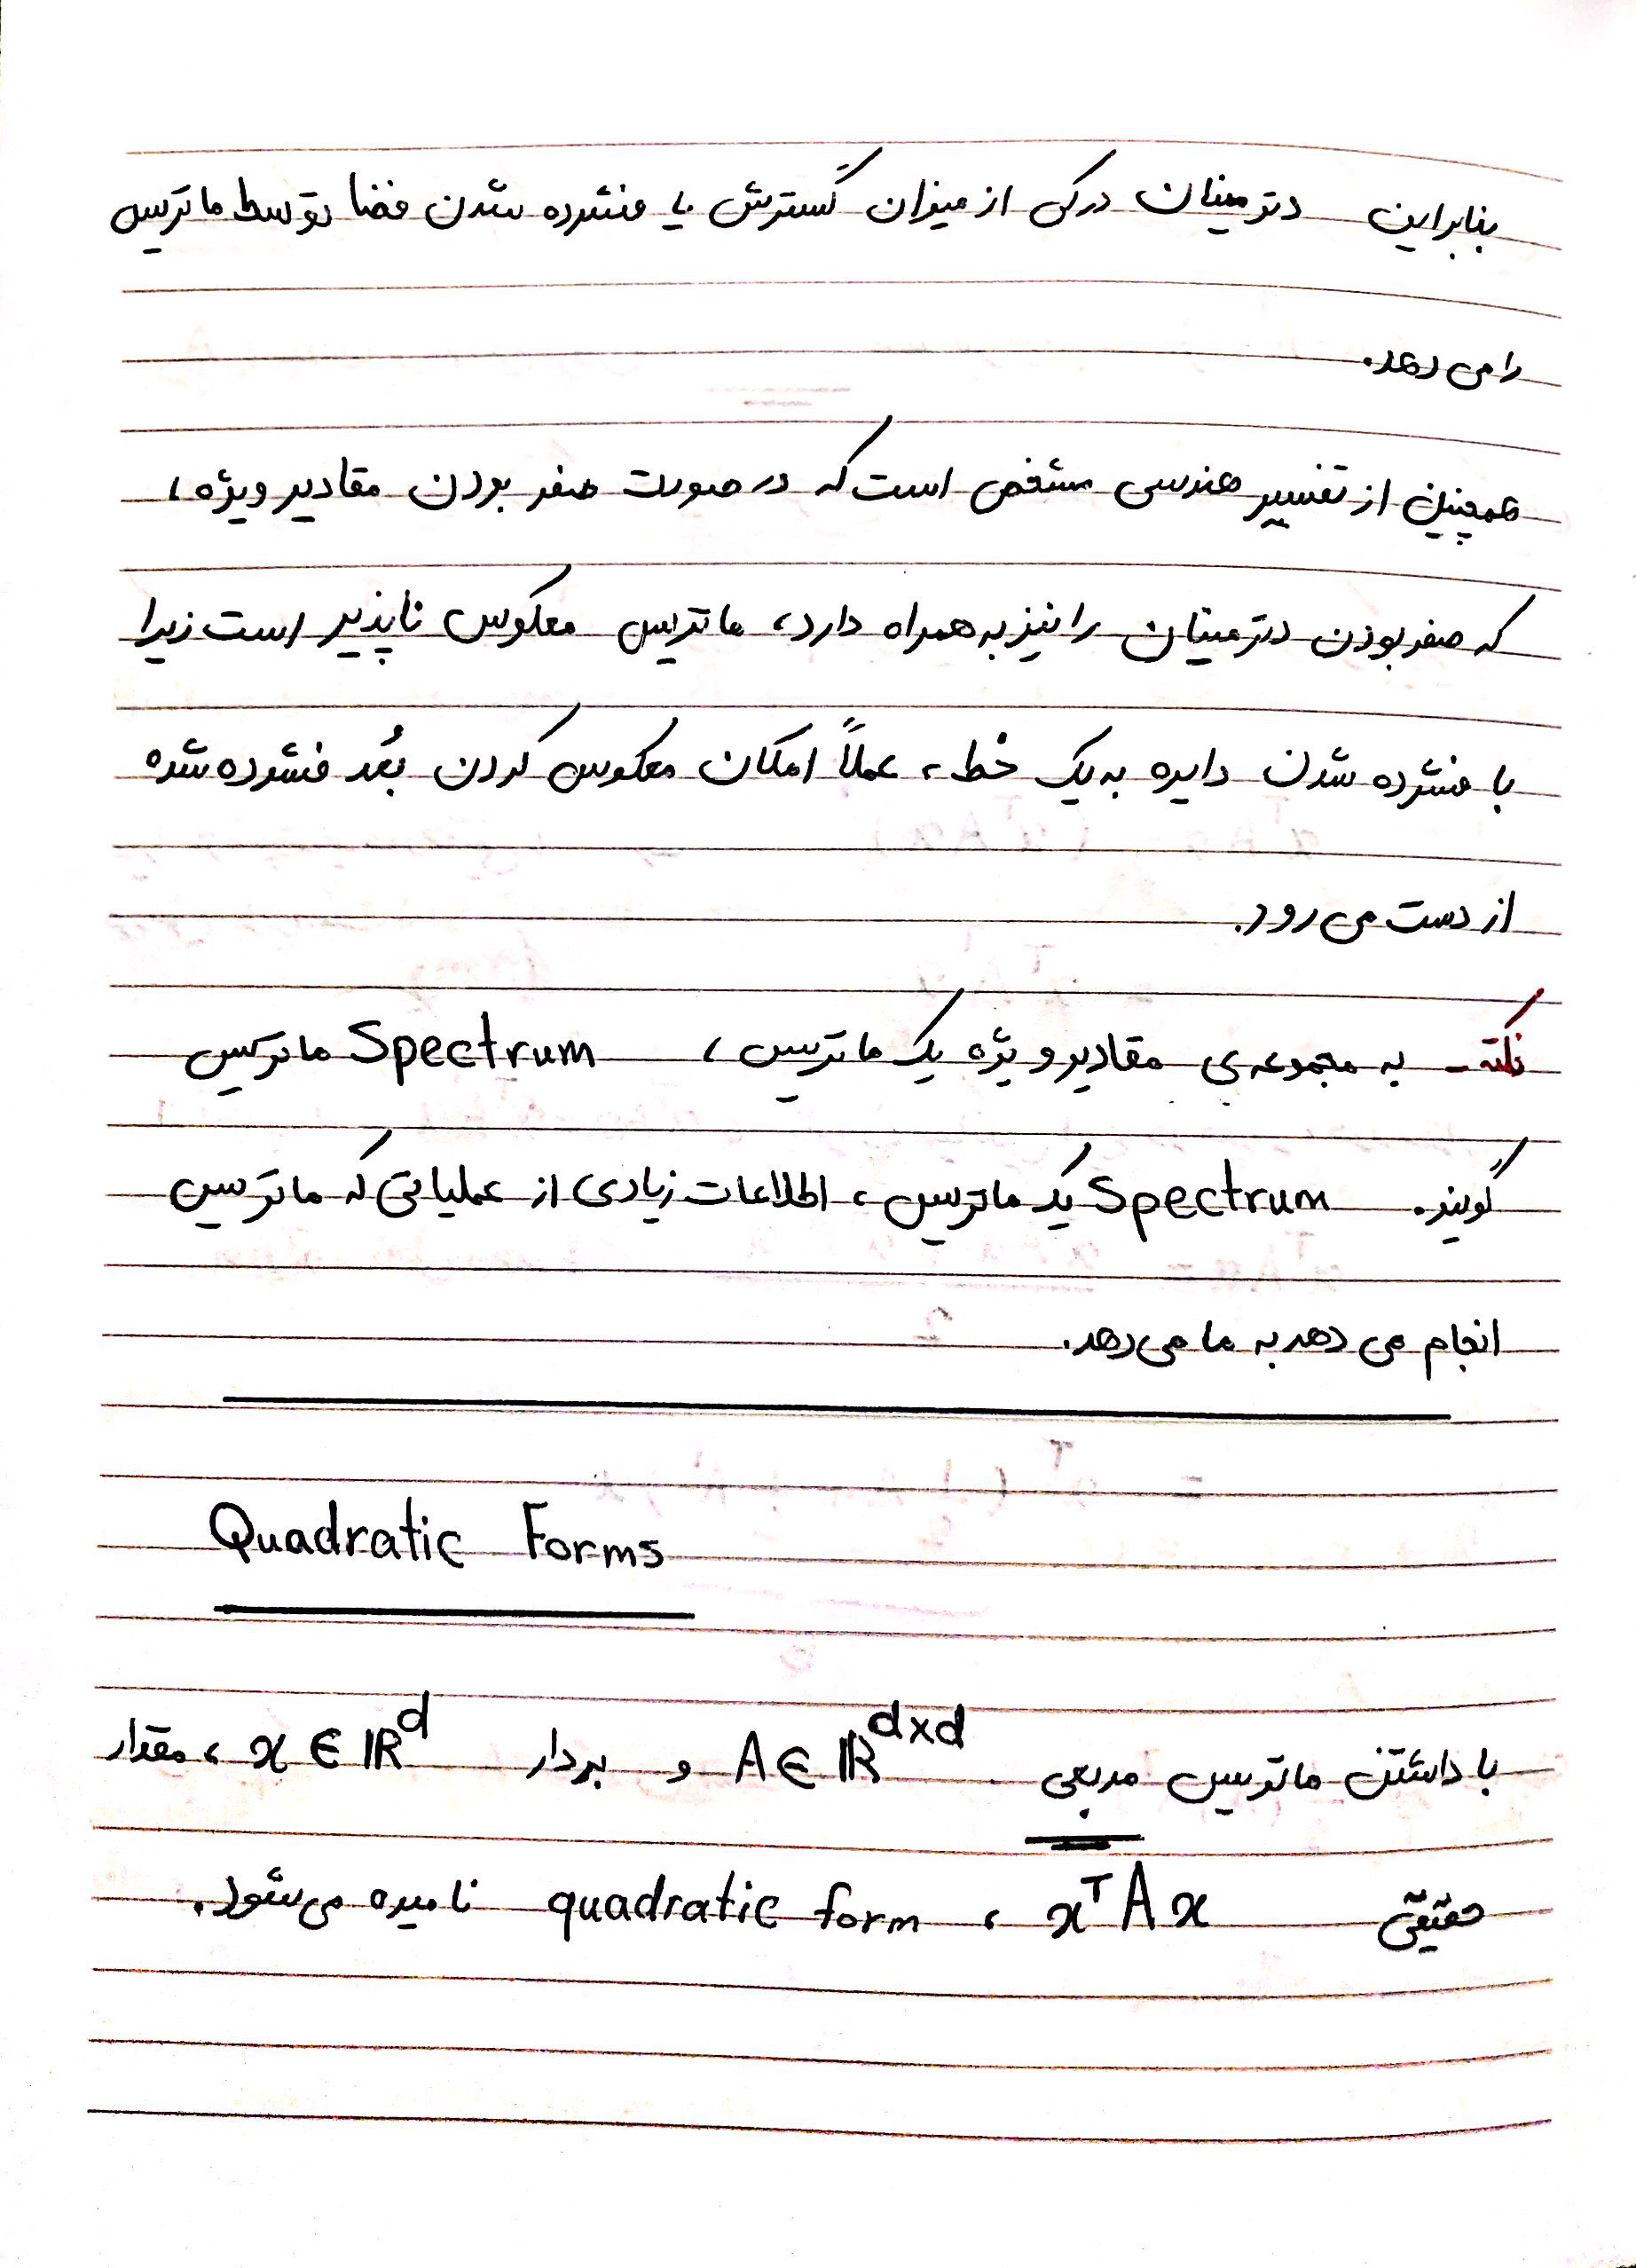 بنابراین دترمینان درکی از میزان گسترش یا فشرده شدن فضا توسط ماتریس
را می دهد.
همچنین از تفسیر هندسی مشخص است که در صورت صفر بودن مقادیر ویژه،
که صفر بودن دترمینان را نیز به همراه دارد، ماتریس معکوس ناپذیر است زیرا
با فشرده شدن دایره به یک خط، عملاً امکان معکوس کردن بُعد فشرده شده
از دست می رود.
نکته - به مجموعه ی مقادیر ویژه یک ماتریس، Spectrum ماتریس
گویند. Spectrum یک ماتریس، اطلاعات زیادی از عملیاتی که ماتریس
انجام می دهد به ما می دهد.
Quadratic Forms
با داشتن ماتریس مربعی A ∈ ℝ^{d×d} و بردار x ∈ ℝ^d، مقدار
حقیقی x^T A x، quadratic form نامیده می شود.